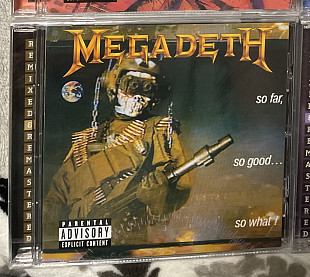 MEGADETH
so far,
so good...
so what!
REMIXED & REMASTERED
PARENTAL
ADVISORY
EXPLICIT CONTENT